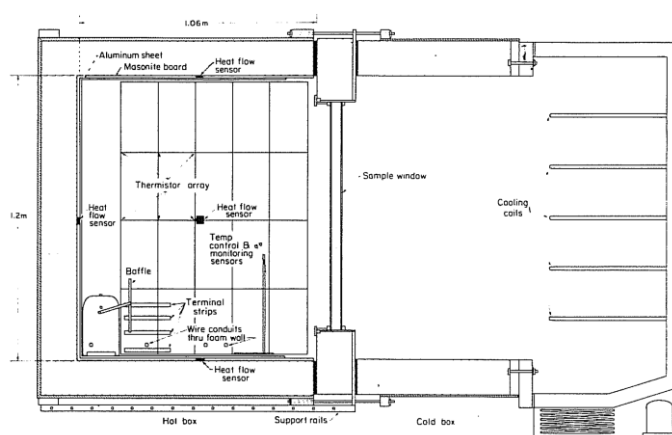 1.06m
Aluminum sheet
Masonite board
Heat flow
sensor
Thermistor array
1.2m
Heat
flow
sensor
Heat flow
sensor
Sample window
Cooling
coils
Temp
control &
monitoring
sensors
Baffle
Terminal
strips
Wire conduits
thru foam wall
Heat flow
sensor
Support rails
Hot box
Cold box